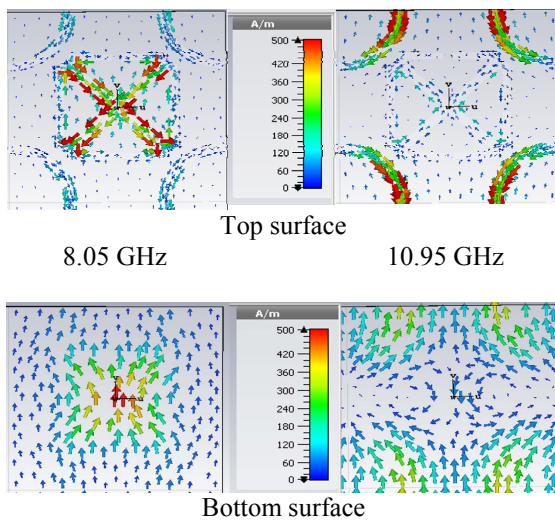 A/m
500
420
360
300
240
180
120
60
0
v
u
v
u
Top surface
8.05 GHz 10.95 GHz
A/m
500
420
360
300
240
180
120
60
0
v
u
v
u
Bottom surface